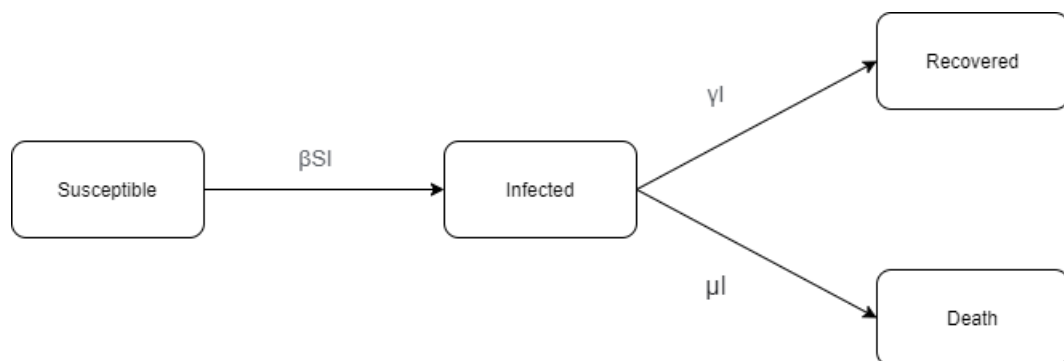 Susceptible
βSI
Infected
γI
Recovered
μI
Death